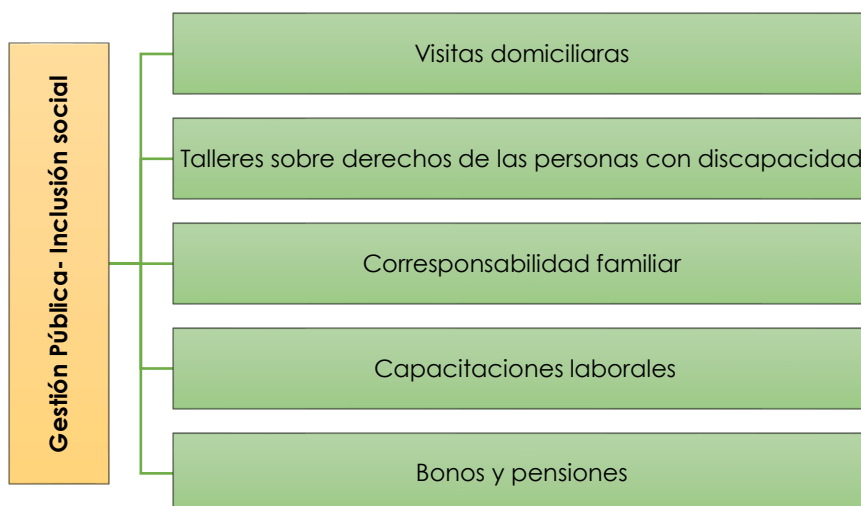 Gestión Pública- Inclusión social
Visitas domiciliaras
Talleres sobre derechos de las personas con discapacidad
Corresponsabilidad familiar
Capacitaciones laborales
Bonos y pensiones